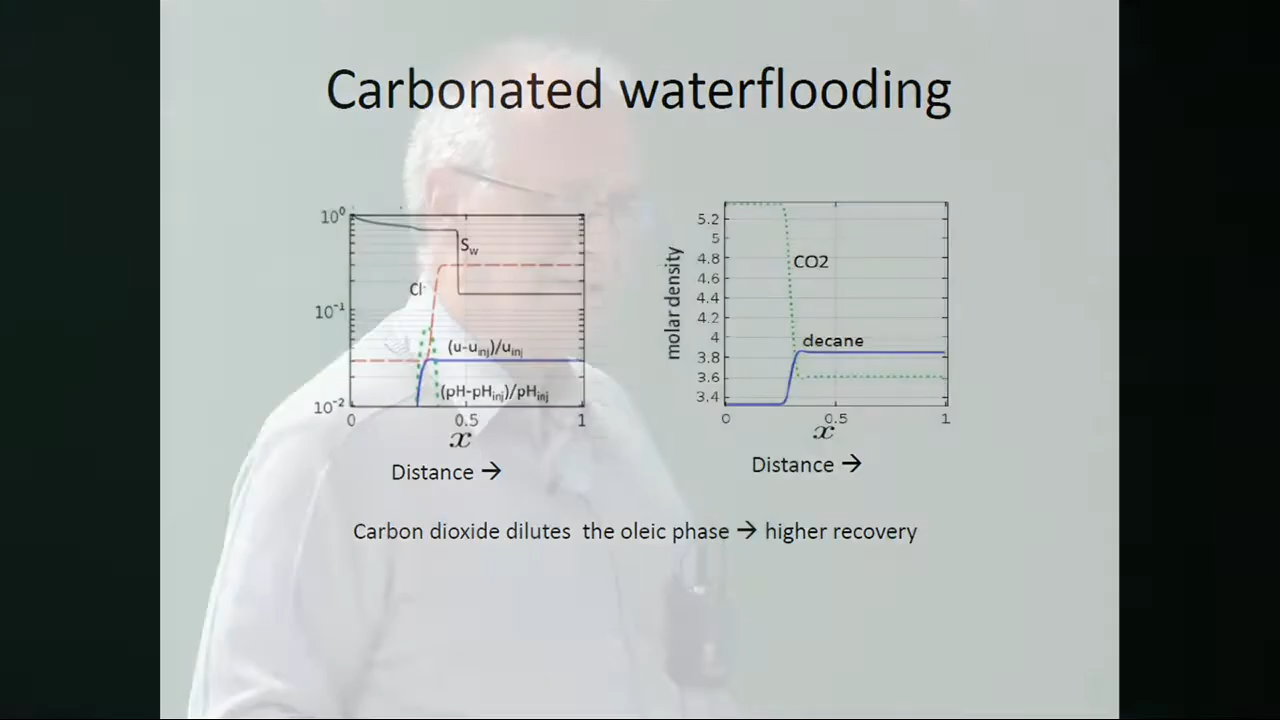 Carbonated waterflooding
10⁰
10⁻¹
10⁻²
S_w
Cl⁻
(u-u_inj)/u_inj
(pH-pH_inj)/pH_inj
0 0.5 1
x
Distance →
molar density
5.2
5
4.8
4.6
4.4
4.2
4
3.8
3.6
3.4
CO2
decane
0 0.5 1
x
Distance →
Carbon dioxide dilutes the oleic phase → higher recovery